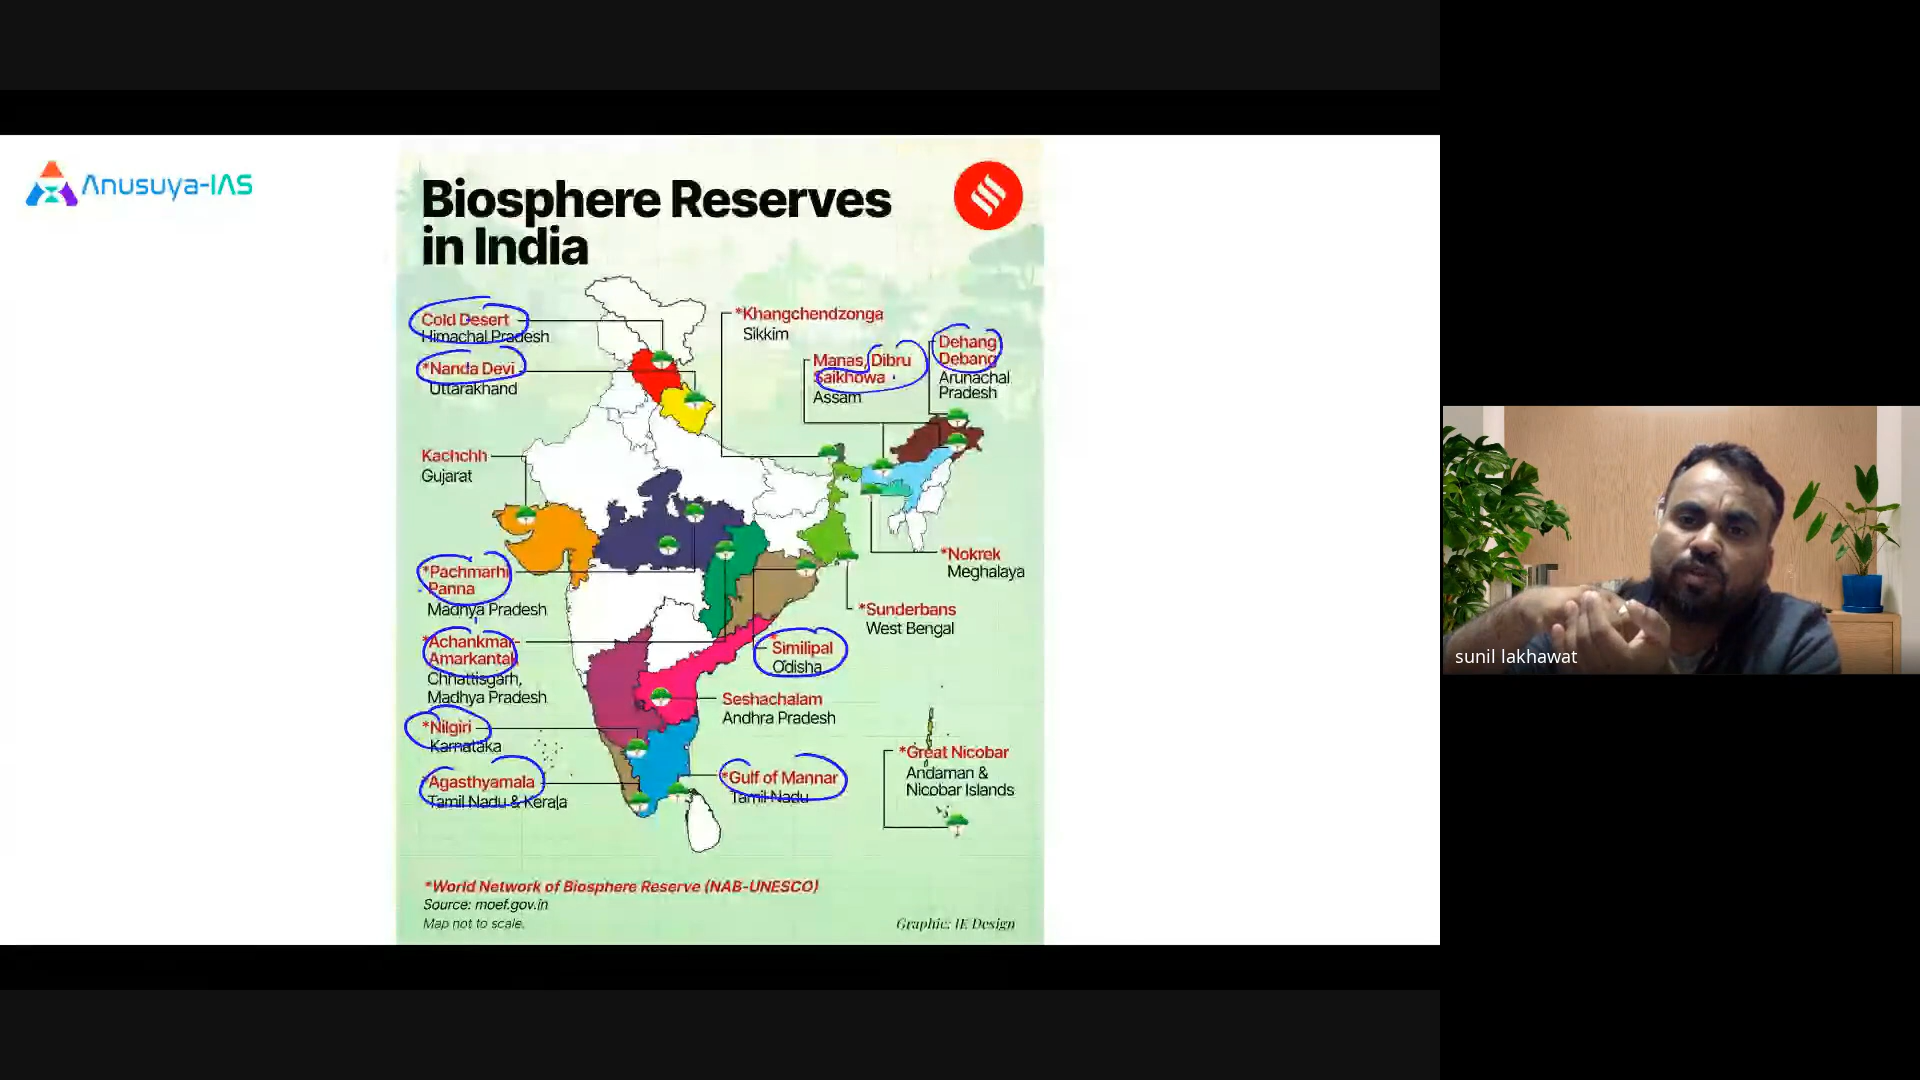 Anusuya-IAS
Biosphere Reserves
in India
Cold Desert
Himachal Pradesh
*Nanda Devi
Uttarakhand
Kachchh
Gujarat
*Pachmarhi
Panna
Madhya Pradesh
*Achankmar-
Amarkantak
Chhattisgarh,
Madhya Pradesh
*Nilgiri
Karnataka
*Agasthyamala
Tamil Nadu & Kerala
*Khangchendzonga
Sikkim
Manas, Dibru
Saikhowa
Assam
Dehang
Debang
Arunachal
Pradesh
*Nokrek
Meghalaya
*Sunderbans
West Bengal
*
Similipal
Odisha
Seshachalam
Andhra Pradesh
*Gulf of Mannar
Tamil Nadu
*Great Nicobar
Andaman &
Nicobar Islands
*World Network of Biosphere Reserve (NAB-UNESCO)
Source: moef.gov.in
Map not to scale.
Graphic: IE Design
sunil lakhawat